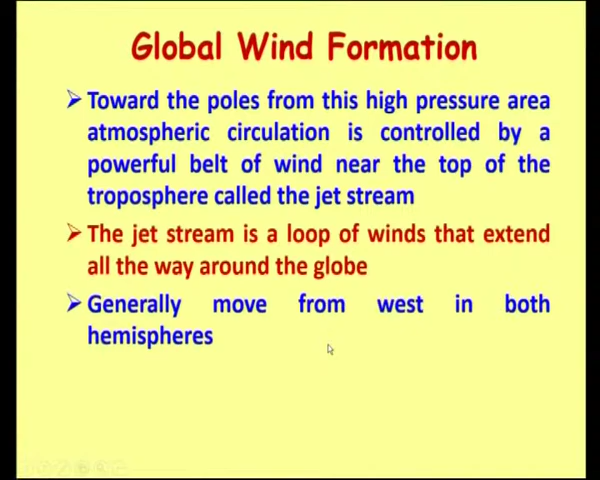 Global Wind Formation
Toward the poles from this high pressure area
atmospheric circulation is controlled by a
powerful belt of wind near the top of the
troposphere called the jet stream
The jet stream is a loop of winds that extend
all the way around the globe
Generally move from west in both
hemispheres